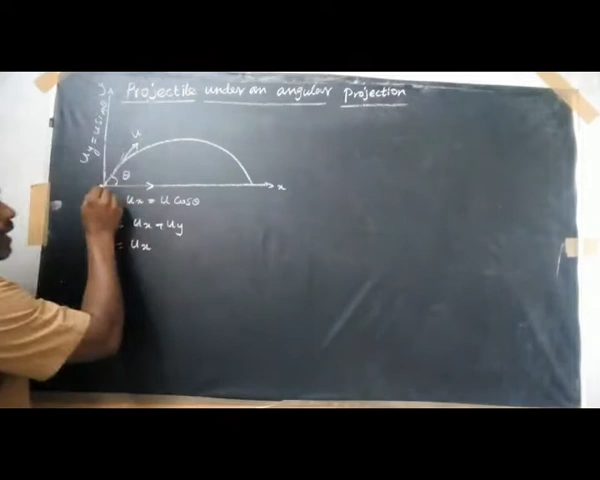 Projectile under an angular projection
y
uy = u sinθ
u
θ
x
ux = u Cosθ
= ux + uy
= ux